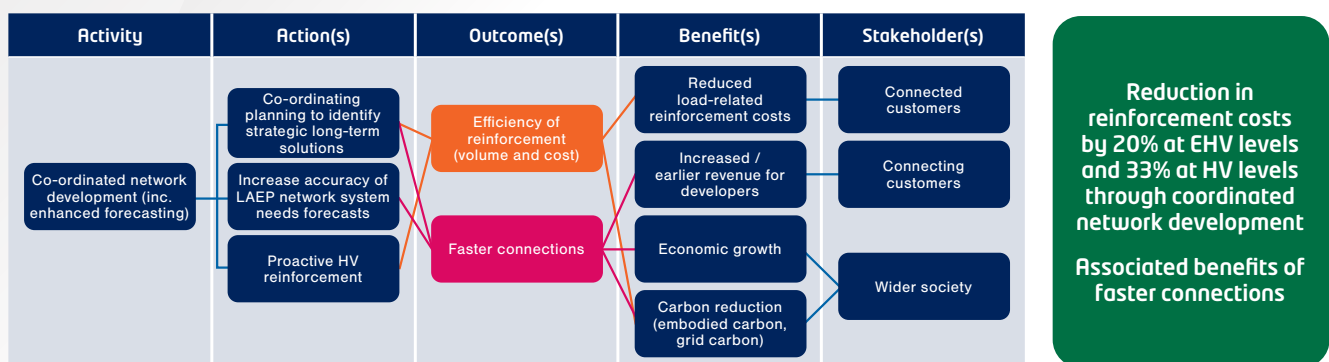 Activity
Action(s)
Outcome(s)
Benefit(s)
Stakeholder(s)
Co-ordinated network
development (inc.
enhanced forecasting)
Co-ordinating
planning to identify
strategic long-term
solutions
Increase accuracy of
LAEP network system
needs forecasts
Proactive HV
reinforcement
Efficiency of
reinforcement
(volume and cost)
Faster connections
Reduced
load-related
reinforcement costs
Increased /
earlier revenue for
developers
Economic growth
Carbon reduction
(embodied carbon,
grid carbon)
Connected
customers
Connecting
customers
Wider society
Reduction in
reinforcement costs
by 20% at EHV levels
and 33% at HV levels
through coordinated
network development
Associated benefits of
faster connections